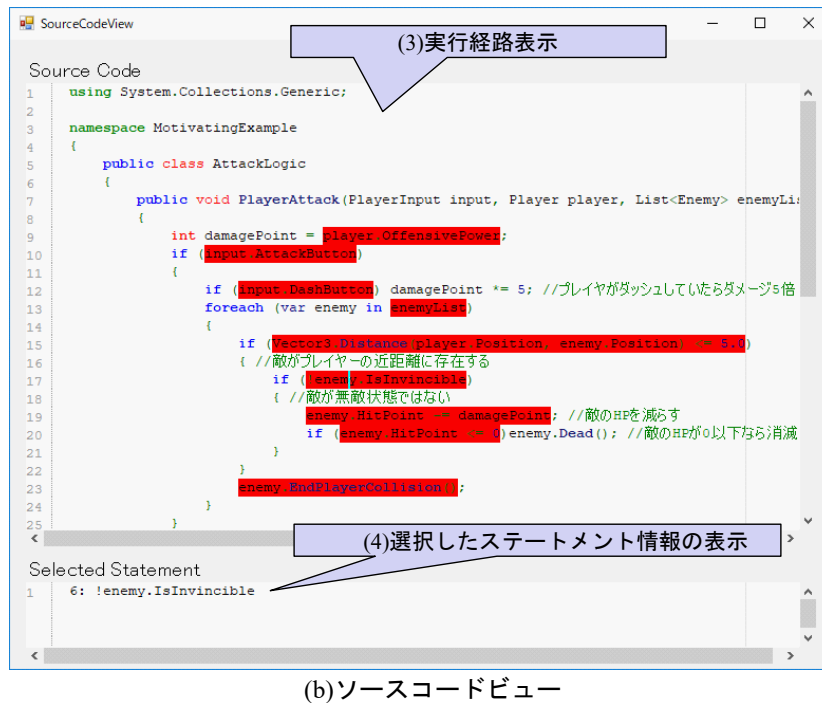 SourceCodeView
(3)実行経路表示
Source Code
1 using System.Collections.Generic;
2
3 namespace MotivatingExample
4 {
5 public class AttackLogic
6 {
7 public void PlayerAttack(PlayerInput input, Player player, List<Enemy> enemyLi
8 {
9 int damagePoint = player.OffensivePower;
10 if (input.AttackButton)
11 {
12 if (input.DashButton) damagePoint *= 5; //プレイヤがダッシュしていたらダメージ5倍
13 foreach (var enemy in enemyList)
14 {
15 if (Vector3.Distance(player.Position, enemy.Position) <= 5.0)
16 { //敵がプレイヤーの近距離に存在する
17 if (!enemy.IsInvincible)
18 { //敵が無敵状態ではない
19 enemy.HitPoint -= damagePoint; //敵のHPを減らす
20 if (enemy.HitPoint <= 0)enemy.Dead(); //敵のHPが0以下なら消滅
21 }
22 }
23 enemy.EndPlayerCollision();
24 }
25 }
(4)選択したステートメント情報の表示
Selected Statement
1 6: !enemy.IsInvincible
(b)ソースコードビュー